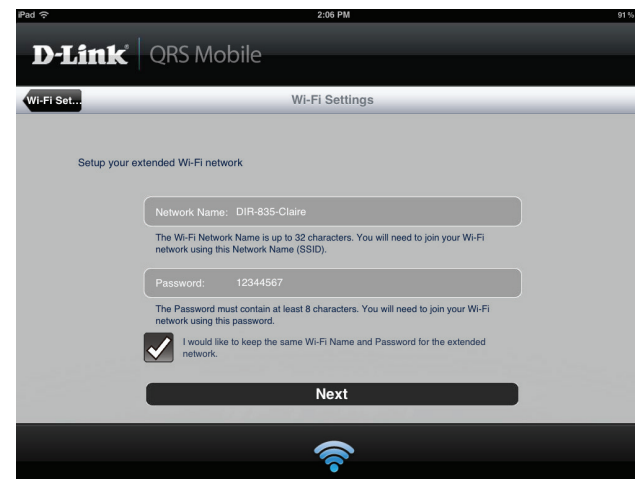 iPad 2:06 PM 91%
D-Link QRS Mobile
Wi-Fi Set... Wi-Fi Settings
Setup your extended Wi-Fi network
Network Name: DIR-835-Claire
The Wi-Fi Network Name is up to 32 characters. You will need to join your Wi-Fi
network using this Network Name (SSID).
Password: 12344567
The Password must contain at least 8 characters. You will need to join your Wi-Fi
network using this password.
I would like to keep the same Wi-Fi Name and Password for the extended
network.
Next